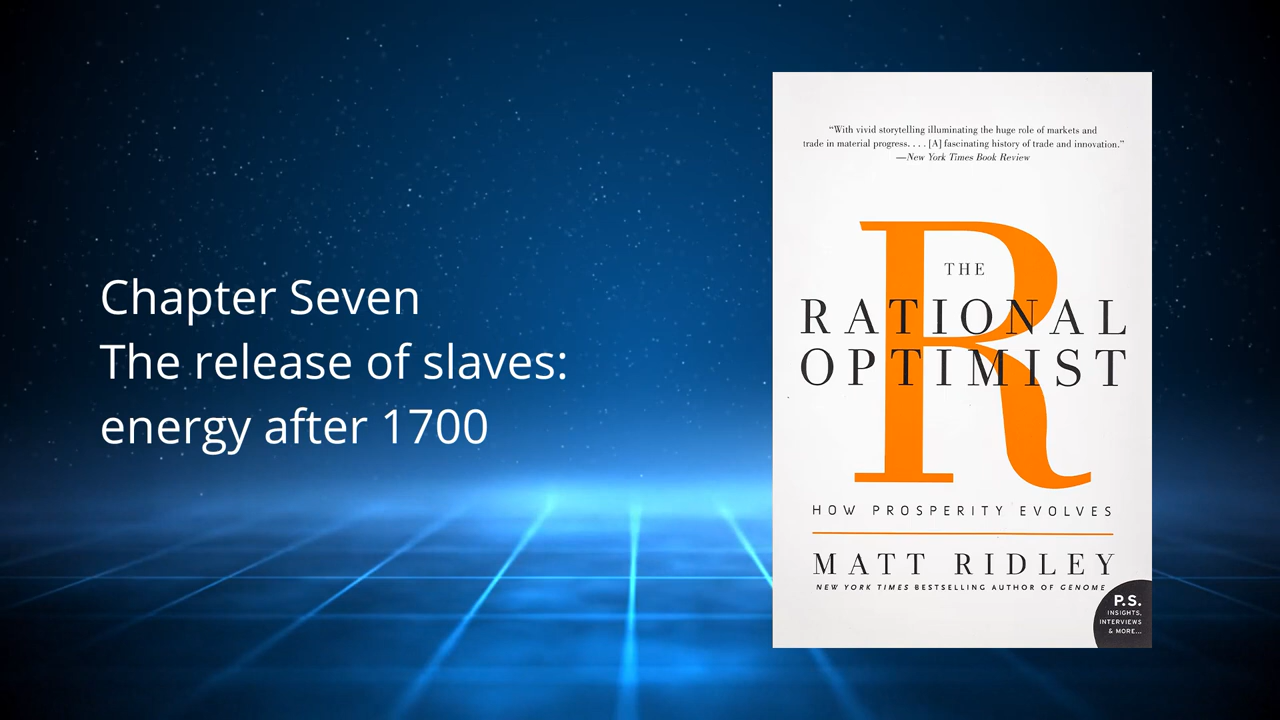 Chapter Seven
The release of slaves:
energy after 1700
“With vivid storytelling illuminating the huge role of markets and
trade in material progress. . . . [A] fascinating history of trade and innovation.”
—New York Times Book Review
R
THE
RATIONAL
OPTIMIST
HOW PROSPERITY EVOLVES
MATT RIDLEY
NEW YORK TIMES BESTSELLING AUTHOR OF GENOME
P.S.
INSIGHTS,
INTERVIEWS
& MORE...